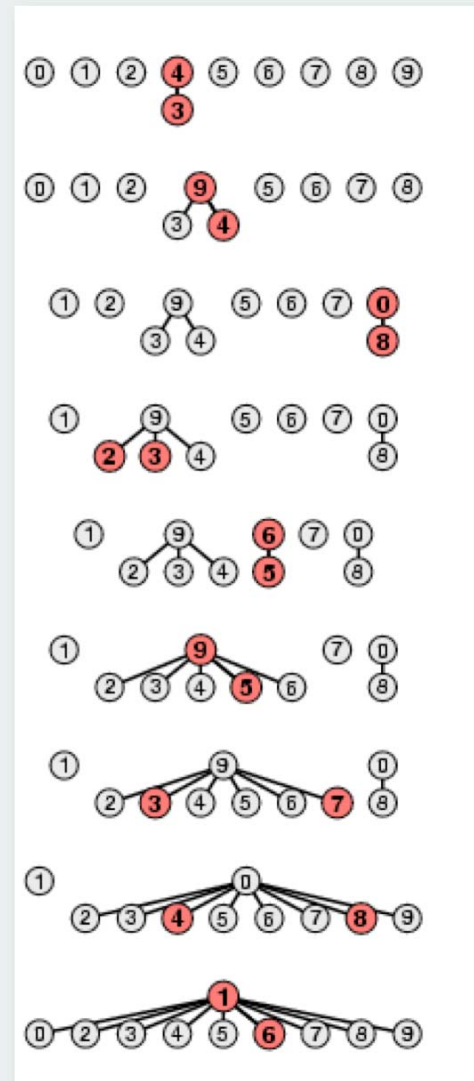 0 1 2 4 5 6 7 8 9
3
0 1 2 9 5 6 7 8
3 4
1 2 9 5 6 7 0
3 4 8
1 9 5 6 7 0
2 3 4 8
1 9 6 7 0
2 3 4 5 8
1 9 7 0
2 3 4 5 6 8
1 9 0
2 3 4 5 6 7 8
1 0
2 3 4 5 6 7 8 9
1
0 2 3 4 5 6 7 8 9